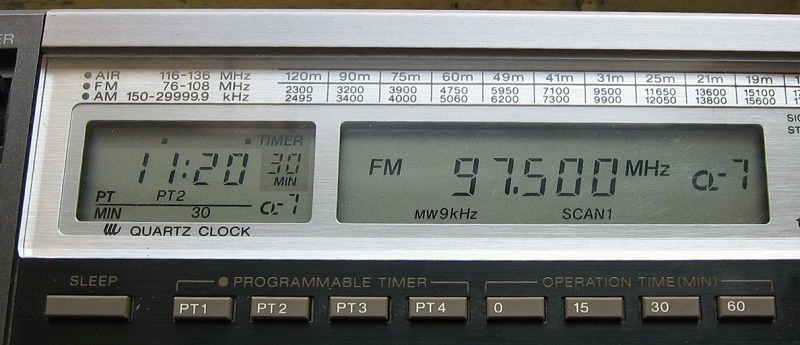 ER
AIR 116-136 MHz
FM 76-108 MHz
AM 150-29999.9 kHz
120m 90m 75m 60m 49m 41m 31m 25m 21m 19m
2300 3200 3900 4750 5950 7100 9500 11650 13600 15100
2495 3400 4000 5060 6200 7300 9900 12050 13800 15600
TIMER
11:20 30
MIN
PT PT2
MIN 30
QUARTZ CLOCK
FM 97.500 MHz
MW9kHz SCAN1
SLEEP
PROGRAMMABLE TIMER
OPERATION TIME(MIN)
PT1 PT2 PT3 PT4 0 15 30 60